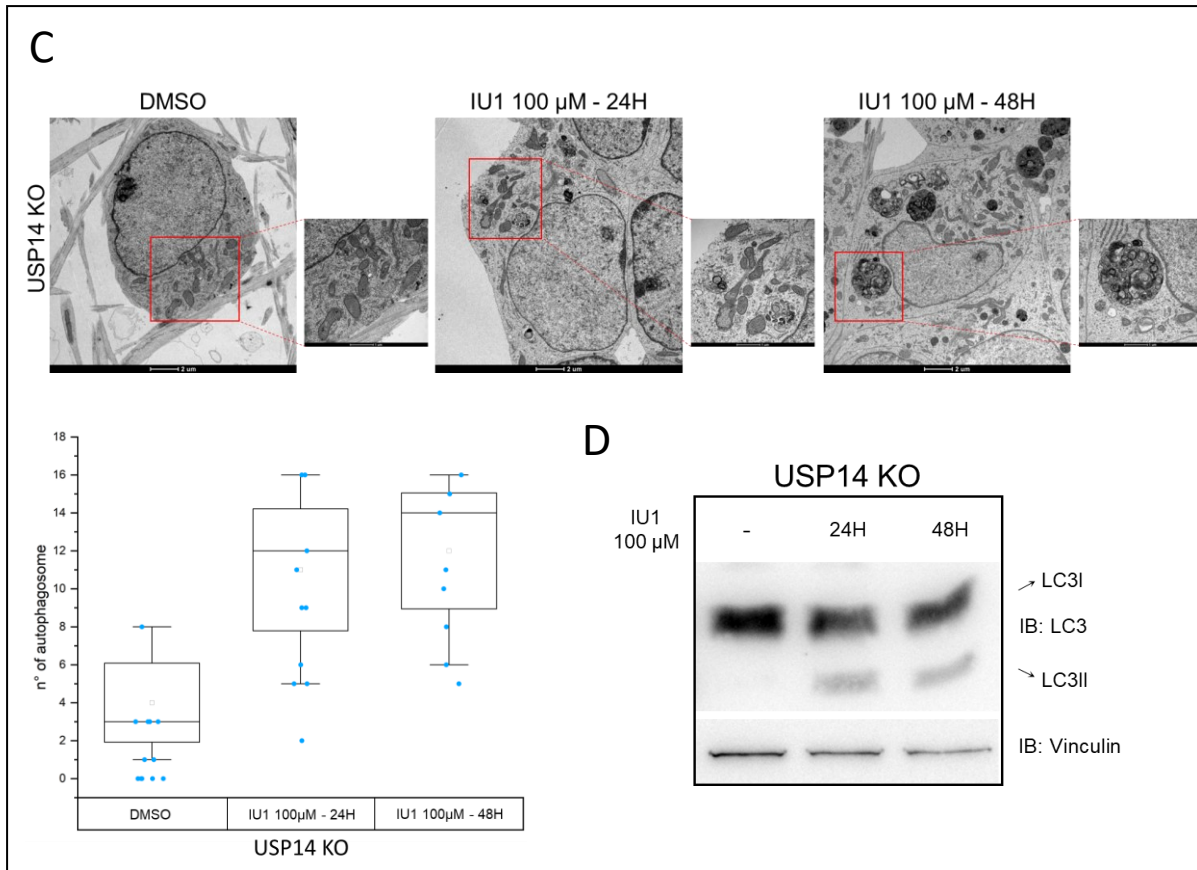 C
DMSO
IU1 100 µM - 24H
IU1 100 µM - 48H
USP14 KO
2 um
2 um
2 um
18
16
14
12
10
8
6
4
2
0
n° of autophagosome
DMSO
IU1 100µM - 24H
IU1 100µM - 48H
USP14 KO
D
USP14 KO
IU1
100 µM
-
24H
48H
LC3I
IB: LC3
LC3II
IB: Vinculin